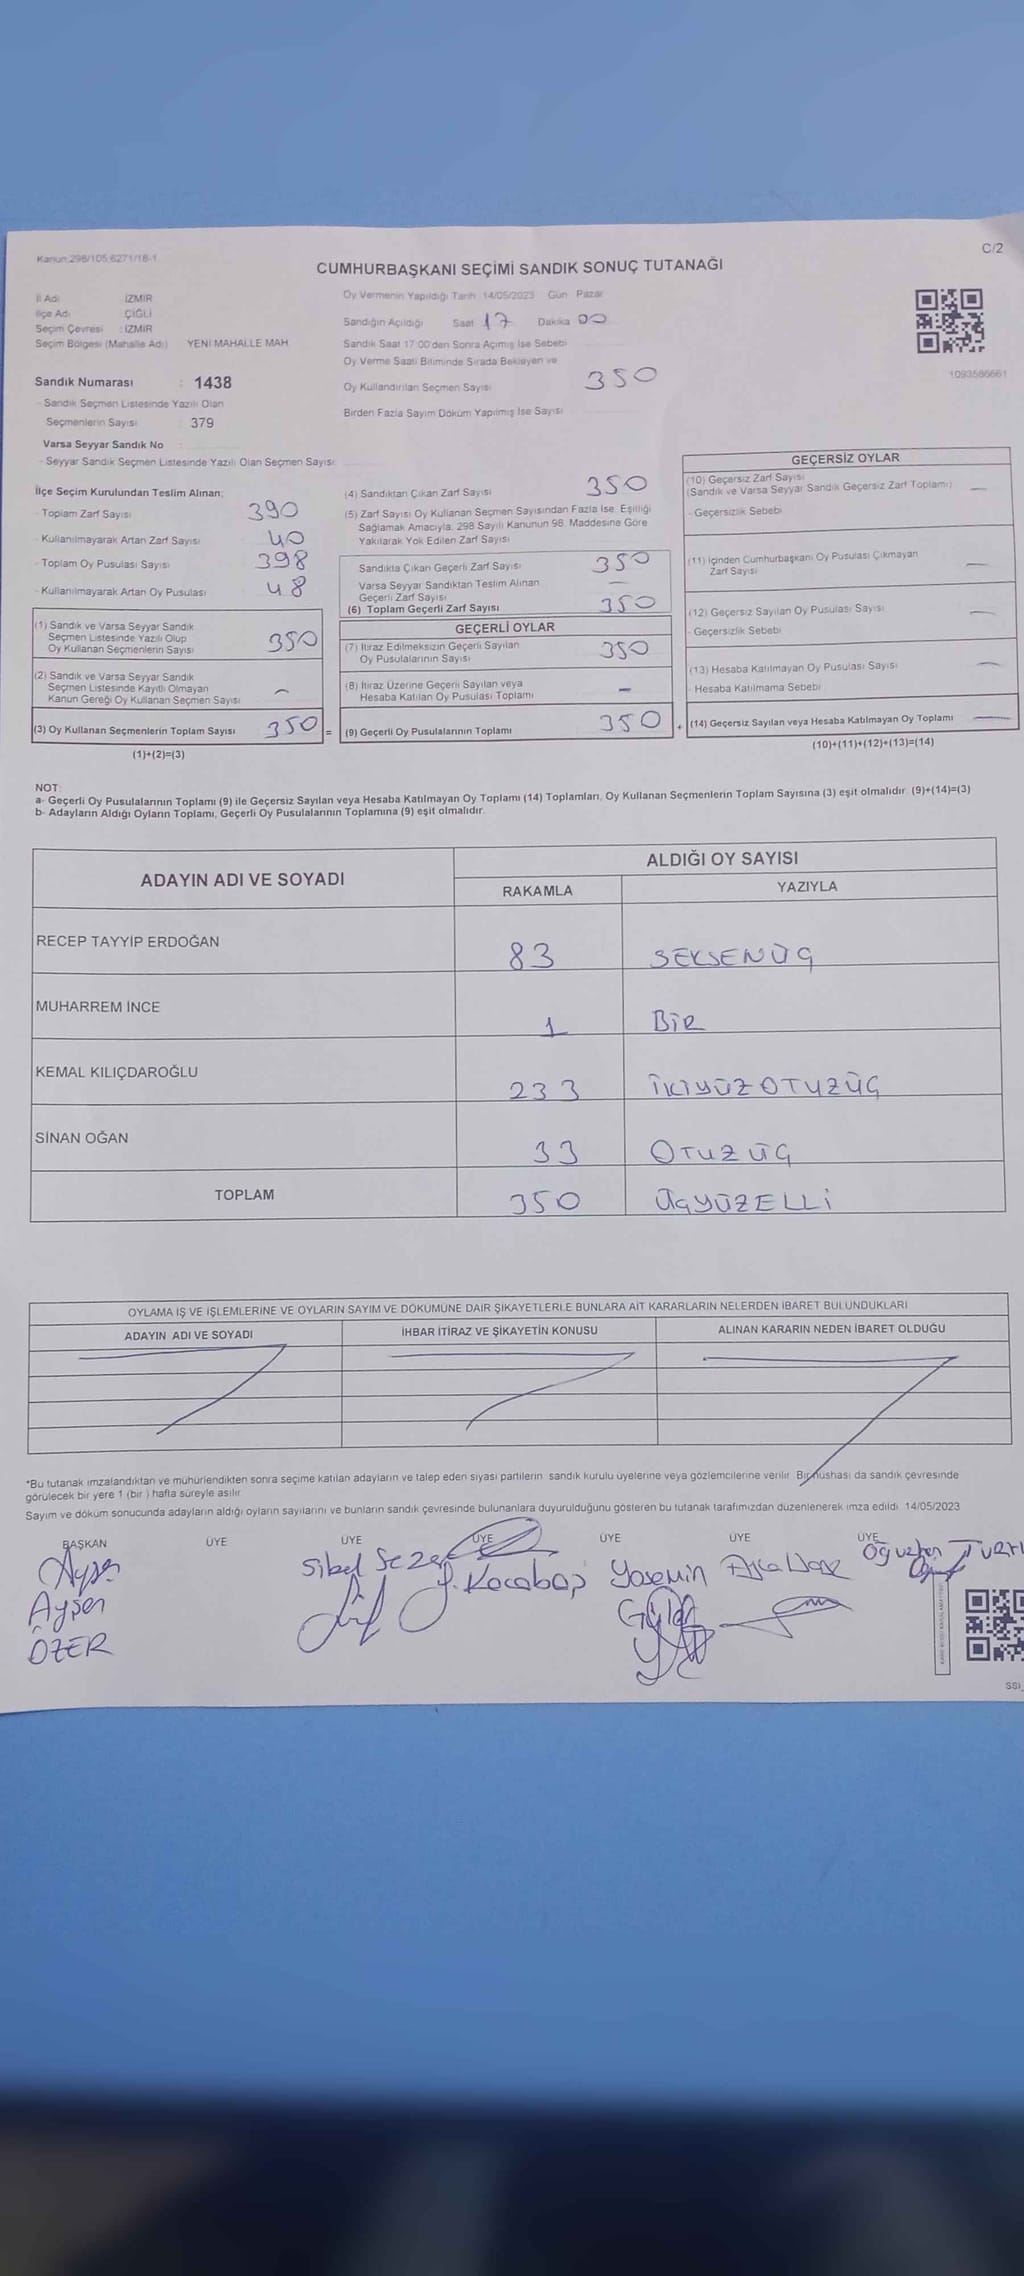 Kanun:298/105,6271/18-1
C/2
CUMHURBAŞKANI SEÇİMİ SANDIK SONUÇ TUTANAĞI
İl Adı İZMİR
İlçe Adı ÇİĞLİ
Seçim Çevresi : İZMİR
Seçim Bölgesi (Mahalle Adı) YENİ MAHALLE MAH.
Oy Vermenin Yapıldığı Tarih 14/05/2023 Gün Pazar
Sandığın Açıldığı Saat 17 Dakika 00
Sandık Saat 17:00'den Sonra Açılmış İse Sebebi
Oy Verme Saati Bitiminde Sırada Bekleyen ve
Oy Kullandırılan Seçmen Sayısı 350
Birden Fazla Sayım Döküm Yapılmış İse Sayısı
1093586661
Sandık Numarası : 1438
- Sandık Seçmen Listesinde Yazılı Olan
Seçmenlerin Sayısı : 379
Varsa Seyyar Sandık No :
- Seyyar Sandık Seçmen Listesinde Yazılı Olan Seçmen Sayısı:
İlçe Seçim Kurulundan Teslim Alınan;
- Toplam Zarf Sayısı 390
- Kullanılmayarak Artan Zarf Sayısı 40
- Toplam Oy Pusulası Sayısı 398
- Kullanılmayarak Artan Oy Pusulası 48
(1) Sandık ve Varsa Seyyar Sandık
Seçmen Listesinde Yazılı Olup
Oy Kullanan Seçmenlerin Sayısı 350
(2) Sandık ve Varsa Seyyar Sandık
Seçmen Listesinde Kayıtlı Olmayan
Kanun Gereği Oy Kullanan Seçmen Sayısı -
(3) Oy Kullanan Seçmenlerin Toplam Sayısı 350 =
(1)+(2)=(3)
(4) Sandıktan Çıkan Zarf Sayısı 350
(5) Zarf Sayısı Oy Kullanan Seçmen Sayısından Fazla İse, Eşitliği
Sağlamak Amacıyla, 298 Sayılı Kanunun 98. Maddesine Göre
Yakılarak Yok Edilen Zarf Sayısı
Sandıkta Çıkan Geçerli Zarf Sayısı 350
Varsa Seyyar Sandıktan Teslim Alınan
Geçerli Zarf Sayısı -
(6) Toplam Geçerli Zarf Sayısı 350
GEÇERLİ OYLAR
(7) İtiraz Edilmeksizin Geçerli Sayılan
Oy Pusulalarının Sayısı 350
(8) İtiraz Üzerine Geçerli Sayılan veya
Hesaba Katılan Oy Pusulası Toplamı -
(9) Geçerli Oy Pusulalarının Toplamı 350 +
GEÇERSİZ OYLAR
(10) Geçersiz Zarf Sayısı
(Sandık ve Varsa Seyyar Sandık Geçersiz Zarf Toplamı) -
- Geçersizlik Sebebi
(11) İçinden Cumhurbaşkanı Oy Pusulası Çıkmayan
Zarf Sayısı -
(12) Geçersiz Sayılan Oy Pusulası Sayısı -
- Geçersizlik Sebebi
(13) Hesaba Katılmayan Oy Pusulası Sayısı -
- Hesaba Katılmama Sebebi
(14) Geçersiz Sayılan veya Hesaba Katılmayan Oy Toplamı -
(10)+(11)+(12)+(13)=(14)
NOT:
a- Geçerli Oy Pusulalarının Toplamı (9) ile Geçersiz Sayılan veya Hesaba Katılmayan Oy Toplamı (14) Toplamları, Oy Kullanan Seçmenlerin Toplam Sayısına (3) eşit olmalıdır. (9)+(14)=(3)
b- Adayların Aldığı Oyların Toplamı, Geçerli Oy Pusulalarının Toplamına (9) eşit olmalıdır.
ADAYIN ADI VE SOYADI ALDIĞI OY SAYISI
RAKAMLA YAZIYLA
RECEP TAYYİP ERDOĞAN 83 SEKSENÜÇ
MUHARREM İNCE 1 BİR
KEMAL KILIÇDAROĞLU 233 İKİYÜZOTUZÜÇ
SİNAN OĞAN 33 OTUZÜÇ
TOPLAM 350 ÜÇYÜZELLİ
OYLAMA İŞ VE İŞLEMLERİNE VE OYLARIN SAYIM VE DÖKÜMÜNE DAİR ŞİKAYETLERLE BUNLARA AİT KARARLARIN NELERDEN İBARET BULUNDUKLARI
ADAYIN ADI VE SOYADI İHBAR İTİRAZ VE ŞİKAYETİN KONUSU ALINAN KARARIN NEDEN İBARET OLDUĞU
*Bu tutanak imzalandıktan ve mühürlendikten sonra seçime katılan adayların ve talep eden siyasi partilerin sandık kurulu üyelerine veya gözlemcilerine verilir. Bir nüshası da sandık çevresinde
görülecek bir yere 1 (bir ) hafta süreyle asılır.
Sayım ve döküm sonucunda adayların aldığı oyların sayılarını ve bunların sandık çevresinde bulunanlara duyurulduğunu gösteren bu tutanak tarafımızdan düzenlenerek imza edildi. 14/05/2023
BAŞKAN ÜYE ÜYE ÜYE ÜYE ÜYE ÜYE
Ayşen
ÖZER
Sibel Sezer
Kocabaş
Yasemin
Oğuzhan
SSI